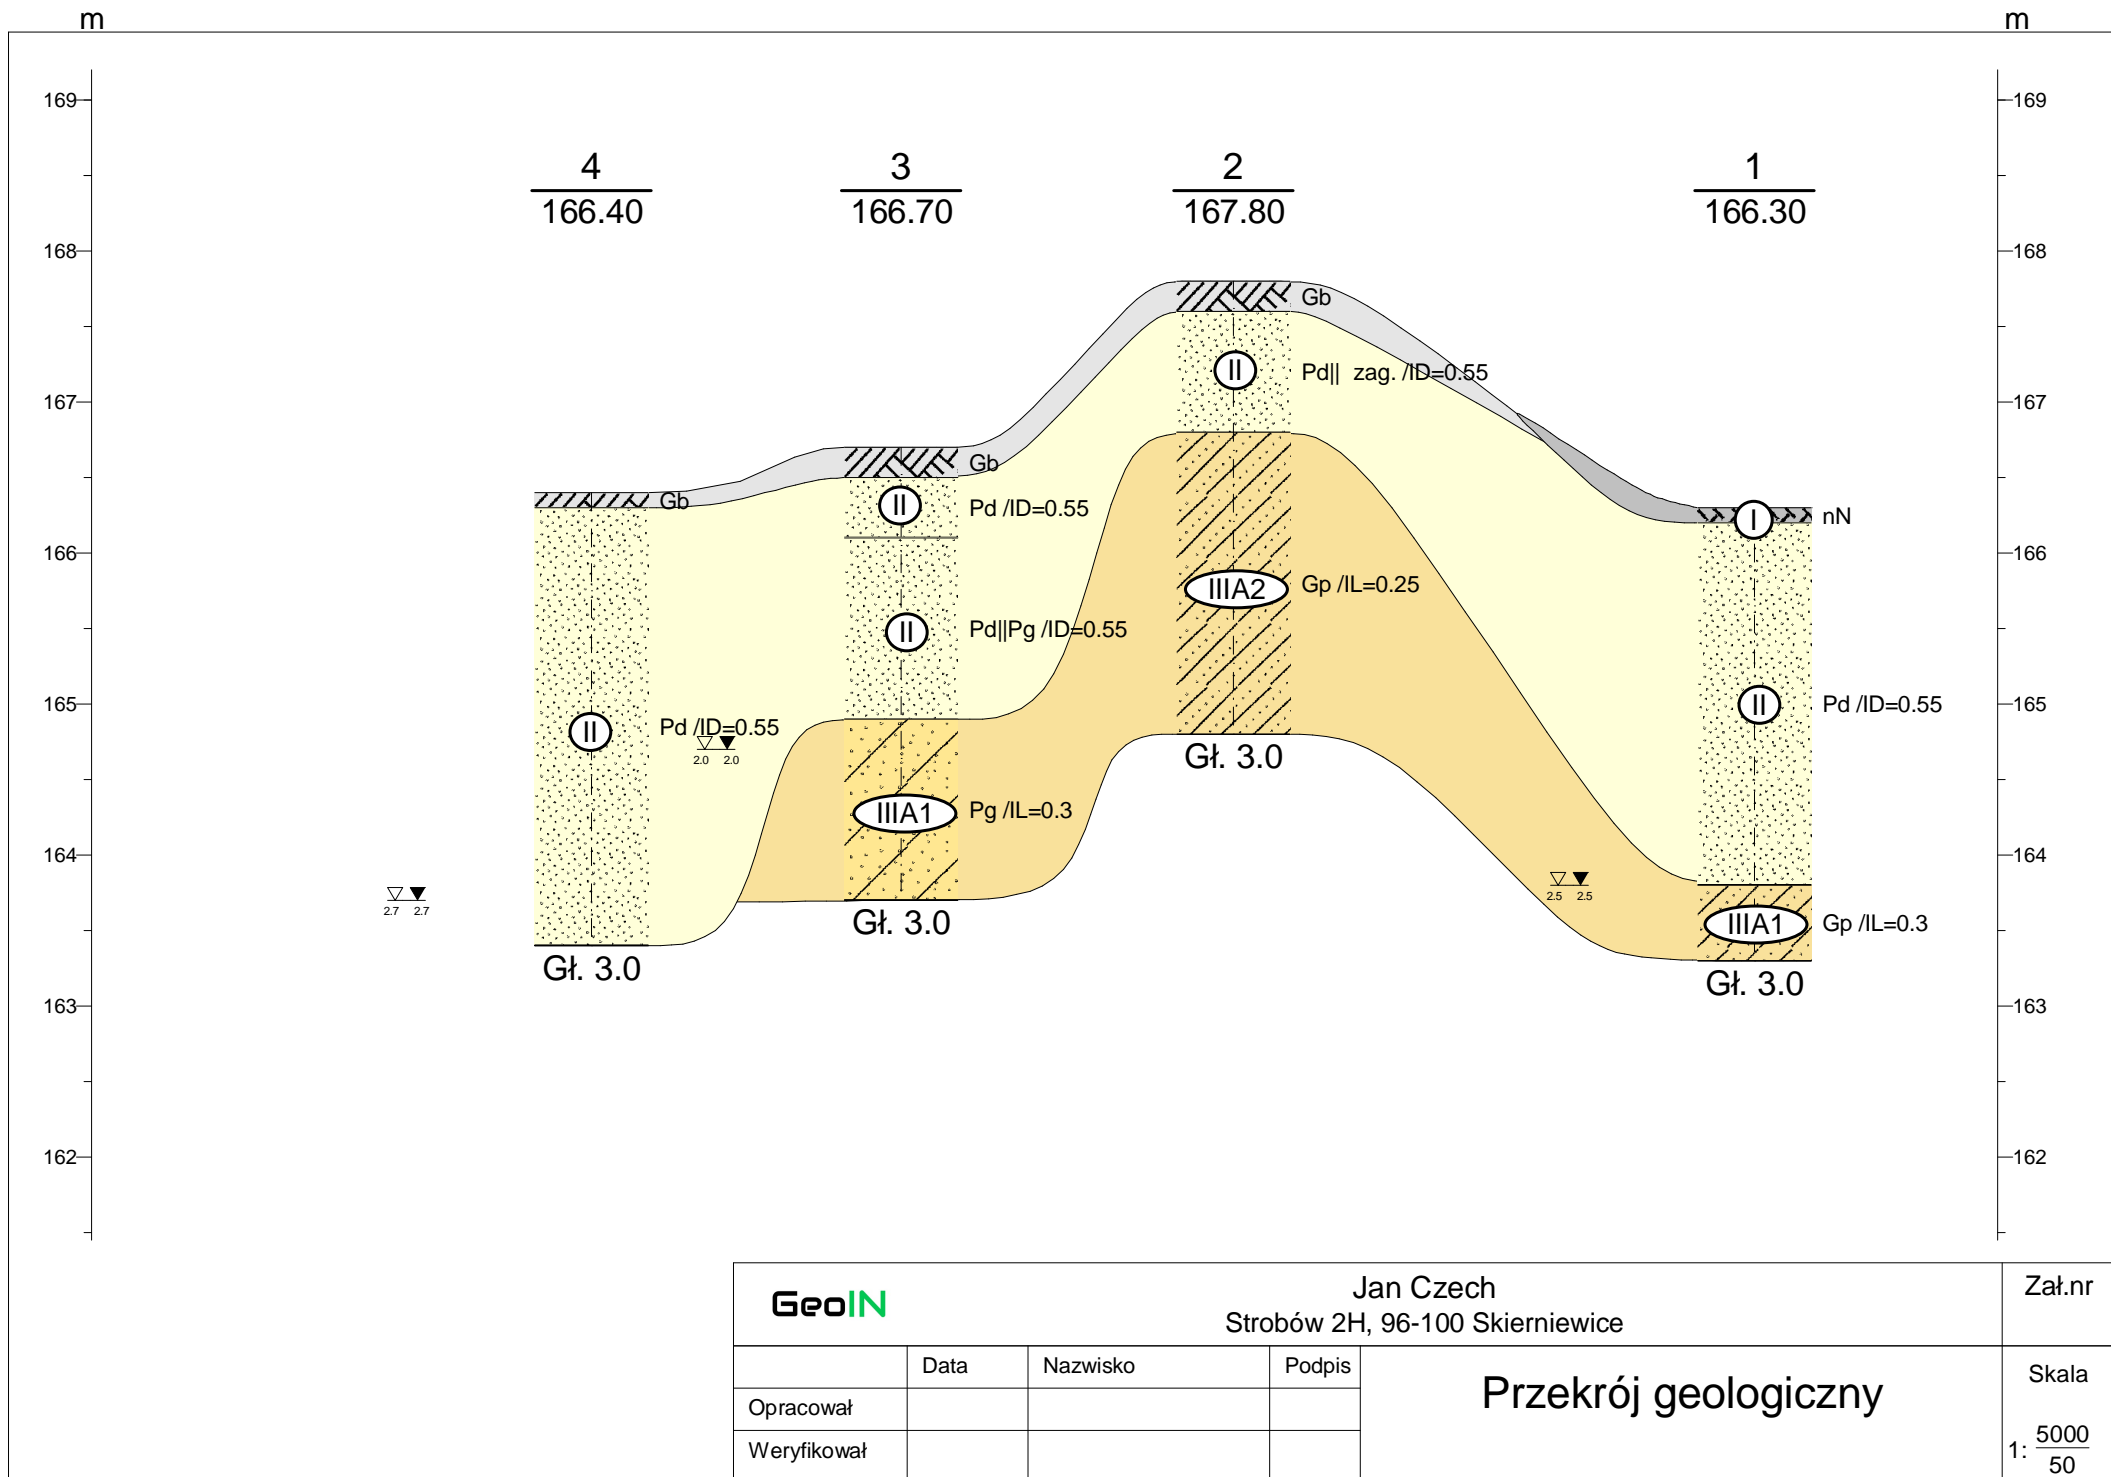 m
m
169
169
4
3
2
1
166.40
166.70
167.80
166.30
168
168
Gb
Pd|| zag. /ID=0.55
167
167
Gb
Gb
Pd /ID=0.55
II
II
I
nN
166
166
IIIA2
Gp /IL=0.25
II
Pd||Pg /ID=0.55
165
165
II
Pd /ID=0.55
II
Pd /ID=0.55
2.0 2.0
Gł. 3.0
IIIA1
Pg /IL=0.3
164
164
2.7 2.7
2.5 2.5
Gł. 3.0
IIIA1
Gp /IL=0.3
Gł. 3.0
Gł. 3.0
163
163
162
162
GeoIN
Jan Czech
Strobów 2H, 96-100 Skierniewice
Zał.nr
Data
Nazwisko
Podpis
Przekrój geologiczny
Skala
Opracował
Weryfikował
1: 5000
50